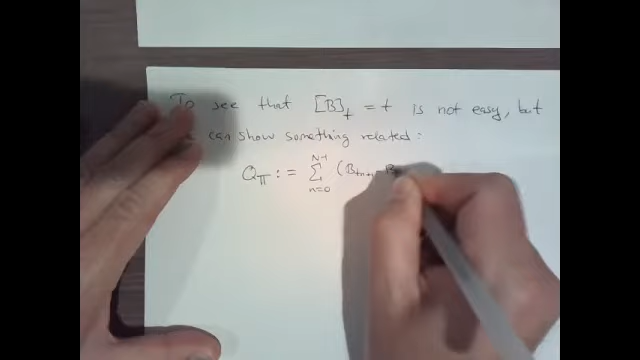 To see that [B]_t = t is not easy, but
can show something related:
Q_Π := Σ_{n=0}^{N-1} (B_{t_{n+1}} - B